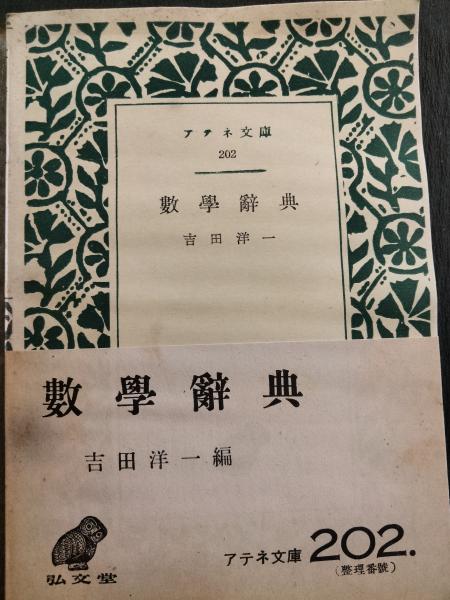 アテネ文庫
202
數學辭典
吉田洋一
數學辭典
吉田洋一編
弘文堂
アテネ文庫 202.
(整理番號)